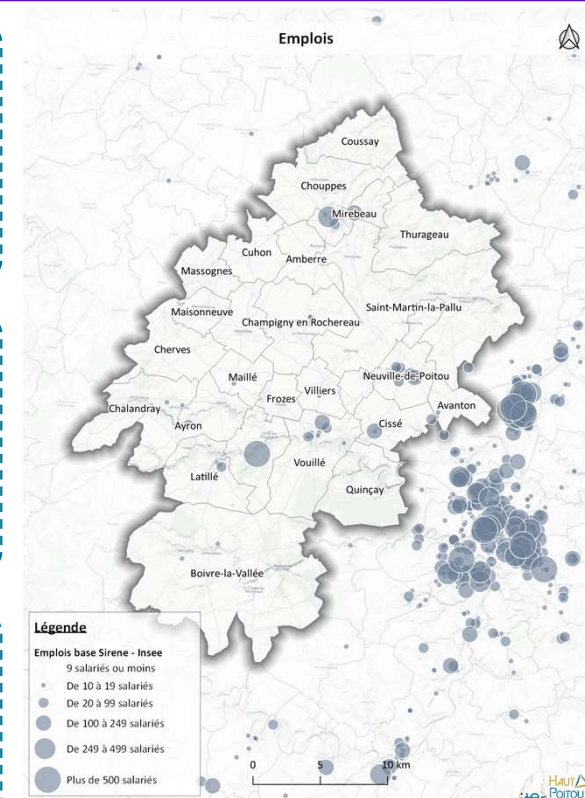 Emplois
Coussay
Chouppes
Mirebeau
Thurageau
Cuhon
Amberre
Massognes
Saint-Martin-la-Pallu
Maisonneuve
Champigny en Rochereau
Cherves
Maillé
Neuville-de-Poitou
Villiers
Frozes
Chalandray
Avanton
Ayron
Cissé
Vouillé
Latillé
Quinçay
Boivre-la-Vallée
Légende
Emplois base Sirene - Insee
9 salariés ou moins
De 10 à 19 salariés
De 20 à 99 salariés
De 100 à 249 salariés
De 249 à 499 salariés
Plus de 500 salariés
0 5 10 km
HAUT
POITOU